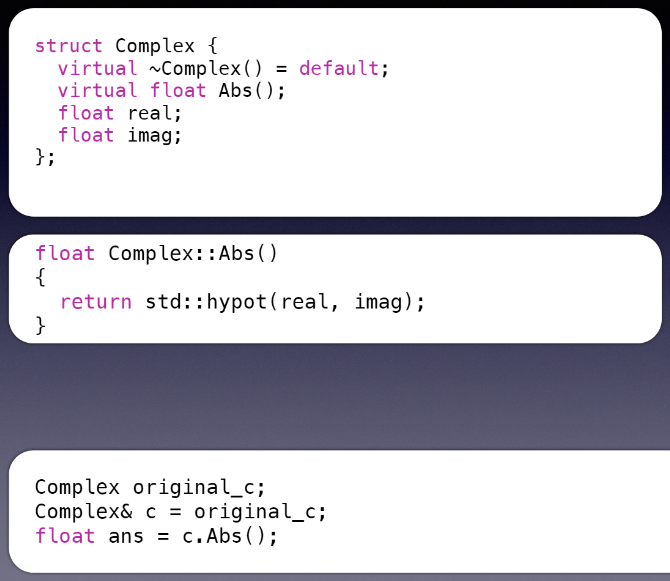 struct Complex {
  virtual ~Complex() = default;
  virtual float Abs();
  float real;
  float imag;
};
float Complex::Abs()
{
  return std::hypot(real, imag);
}
Complex original_c;
Complex& c = original_c;
float ans = c.Abs();